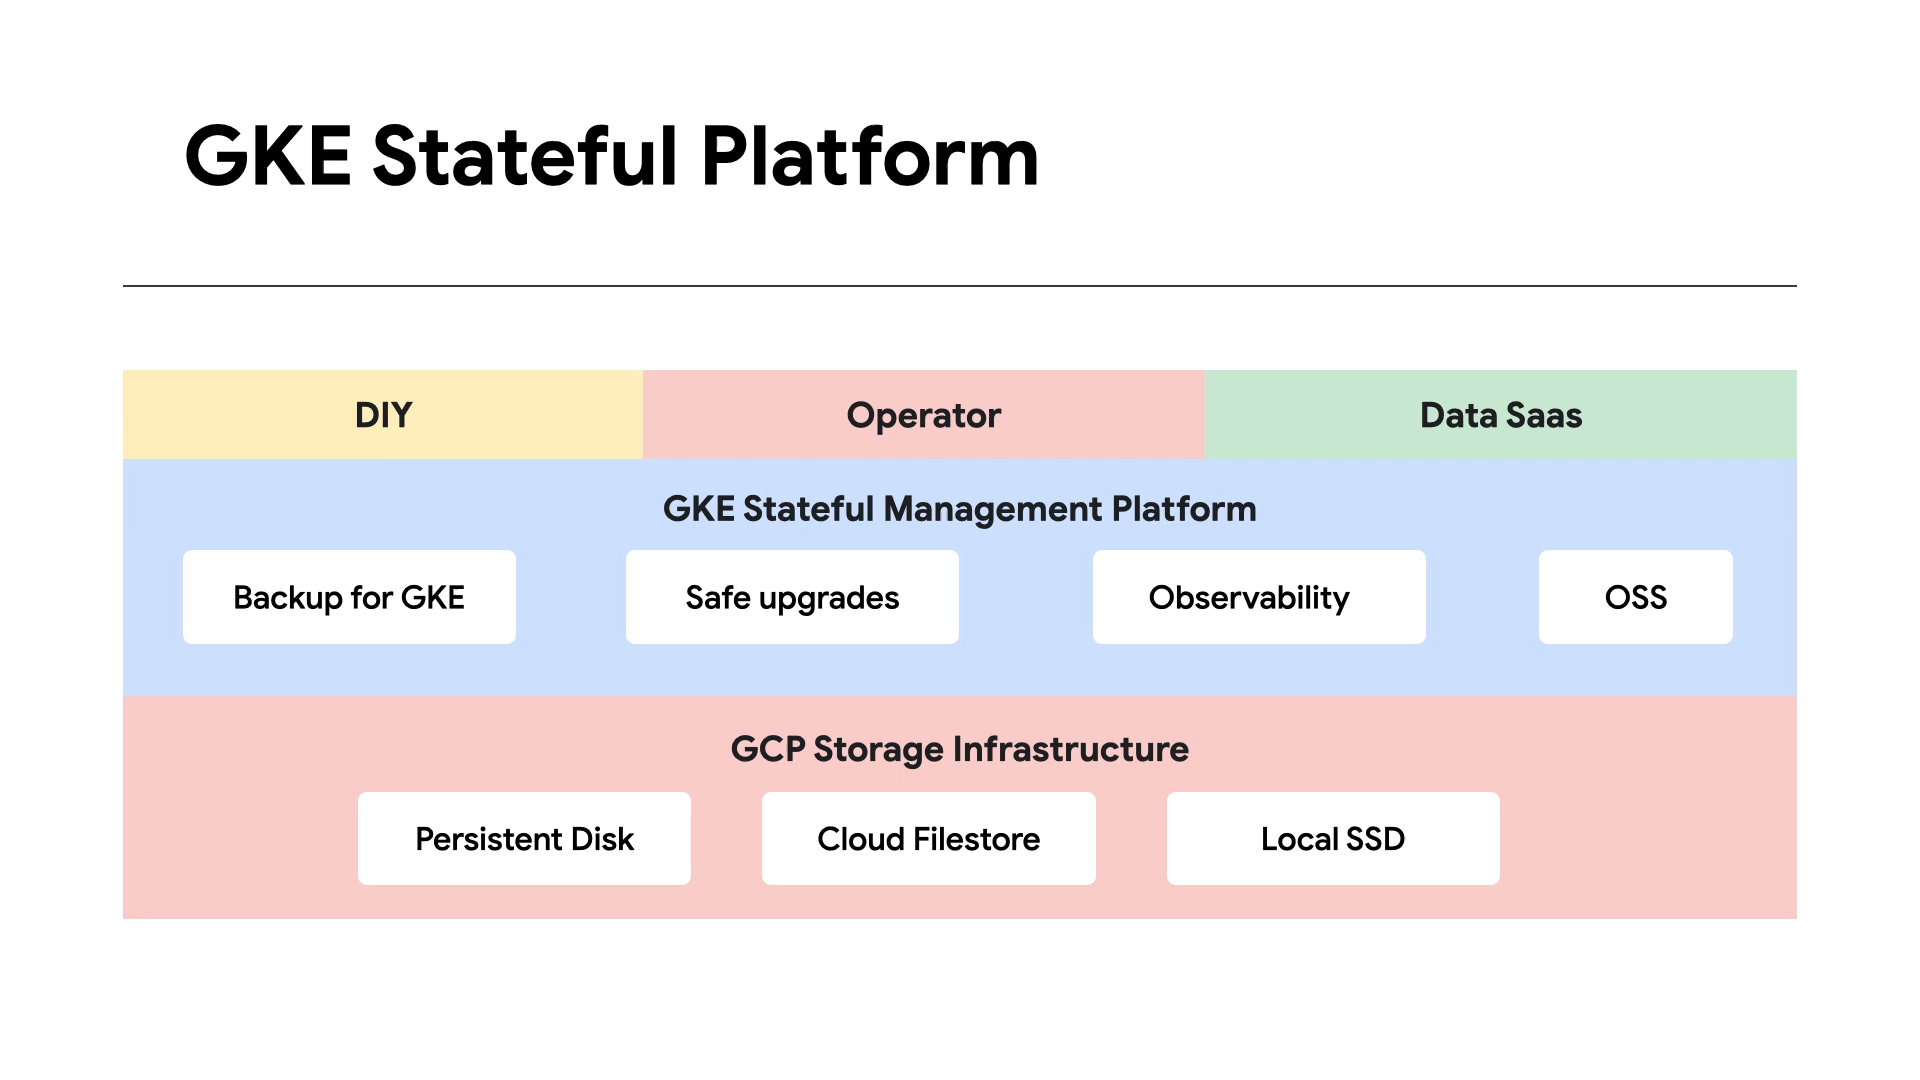 GKE Stateful Platform
DIY
Operator
Data Saas
GKE Stateful Management Platform
Backup for GKE
Safe upgrades
Observability
OSS
GCP Storage Infrastructure
Persistent Disk
Cloud Filestore
Local SSD